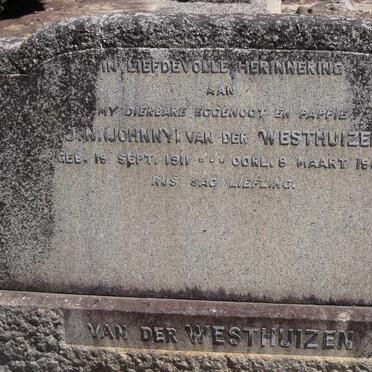 IN LIEFDEVOLLE HERINNERING
AAN
MY DIERBARE EGGENOOT EN PAPPIE
J.N. (JOHNNY) VAN DER WESTHUIZEN
GEB. 19 SEPT. 1911 --- OORL. 8 MAART
RUS SAG LIEFLING.
VAN DER WESTHUIZEN